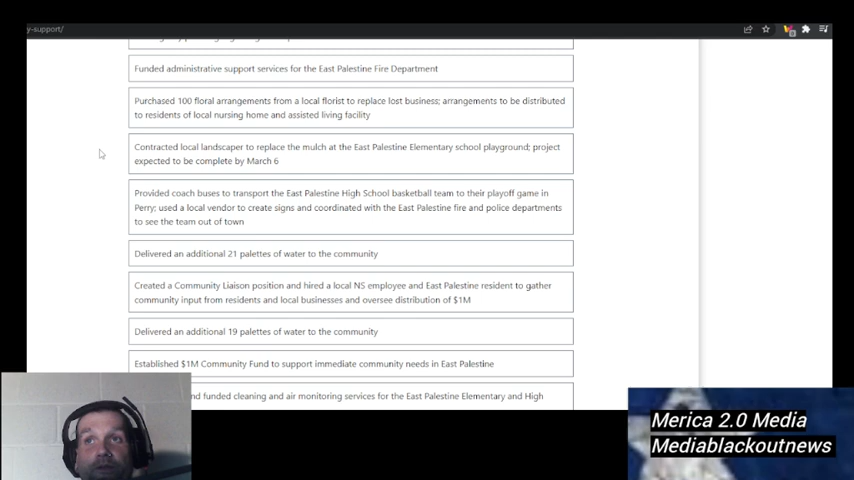 y-support/
Funded administrative support services for the East Palestine Fire Department
Purchased 100 floral arrangements from a local florist to replace lost business; arrangements to be distributed
to residents of local nursing home and assisted living facility
Contracted local landscaper to replace the mulch at the East Palestine Elementary school playground; project
expected to be complete by March 6
Provided coach buses to transport the East Palestine High School basketball team to their playoff game in
Perry; used a local vendor to create signs and coordinated with the East Palestine fire and police departments
to see the team out of town
Delivered an additional 21 palettes of water to the community
Created a Community Liaison position and hired a local NS employee and East Palestine resident to gather
community input from residents and local businesses and oversee distribution of $1M
Delivered an additional 19 palettes of water to the community
Established $1M Community Fund to support immediate community needs in East Palestine
nd funded cleaning and air monitoring services for the East Palestine Elementary and High
Merica 2.0 Media
Mediablackoutnews